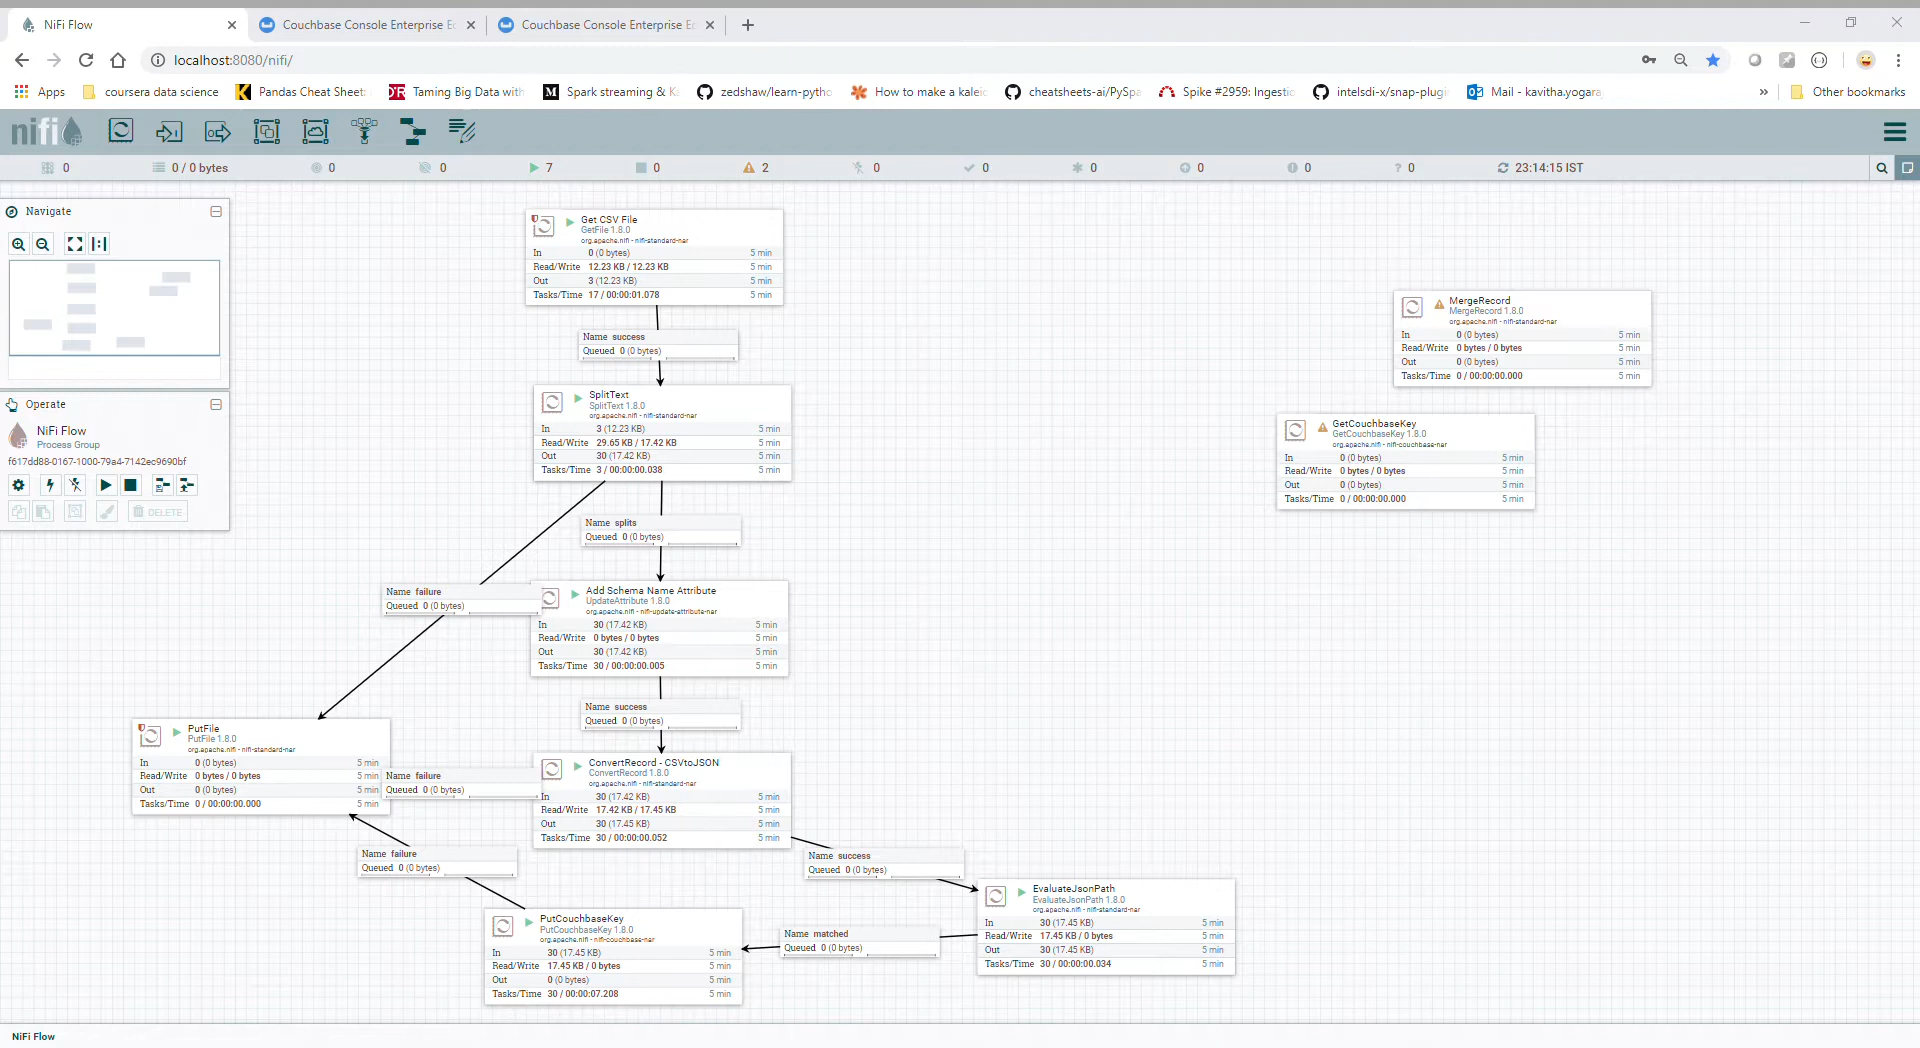 NiFi Flow
Couchbase Console Enterprise Ec
Couchbase Console Enterprise Ec
localhost:8080/nifi/
Apps
coursera data science
Pandas Cheat Sheet:
Taming Big Data with
Spark streaming & Ka
zedshaw/learn-pytho
How to make a kaleid
cheatsheets-ai/PySpa
Spike #2959: Ingestio
intelsdi-x/snap-plugi
Mail - kavitha.yogara
»
Other bookmarks
nifi
0
0 / 0 bytes
0
0
7
0
2
0
0
0
0
0
? 0
23:14:15 IST
Navigate
Operate
NiFi Flow
Process Group
f617dd88-0167-1000-79a4-7142ec9690bf
DELETE
Get CSV File
GetFile 1.8.0
org.apache.nifi - nifi-standard-nar
In 0 (0 bytes) 5 min
Read/Write 12.23 KB / 12.23 KB 5 min
Out 3 (12.23 KB) 5 min
Tasks/Time 17 / 00:00:01.078 5 min
Name success
Queued 0 (0 bytes)
SplitText
SplitText 1.8.0
org.apache.nifi - nifi-standard-nar
In 3 (12.23 KB) 5 min
Read/Write 29.65 KB / 17.42 KB 5 min
Out 30 (17.42 KB) 5 min
Tasks/Time 3 / 00:00:00.038 5 min
Name splits
Queued 0 (0 bytes)
Name failure
Queued 0 (0 bytes)
Add Schema Name Attribute
UpdateAttribute 1.8.0
org.apache.nifi - nifi-update-attribute-nar
In 30 (17.42 KB) 5 min
Read/Write 0 bytes / 0 bytes 5 min
Out 30 (17.42 KB) 5 min
Tasks/Time 30 / 00:00:00.005 5 min
Name success
Queued 0 (0 bytes)
PutFile
PutFile 1.8.0
org.apache.nifi - nifi-standard-nar
In 0 (0 bytes) 5 min
Read/Write 0 bytes / 0 bytes 5 min
Out 0 (0 bytes) 5 min
Tasks/Time 0 / 00:00:00.000 5 min
Name failure
Queued 0 (0 bytes)
ConvertRecord - CSVtoJSON
ConvertRecord 1.8.0
org.apache.nifi - nifi-standard-nar
In 30 (17.42 KB) 5 min
Read/Write 17.42 KB / 17.45 KB 5 min
Out 30 (17.45 KB) 5 min
Tasks/Time 30 / 00:00:00.052 5 min
Name failure
Queued 0 (0 bytes)
Name success
Queued 0 (0 bytes)
EvaluateJsonPath
EvaluateJsonPath 1.8.0
org.apache.nifi - nifi-standard-nar
In 30 (17.45 KB) 5 min
Read/Write 17.45 KB / 0 bytes 5 min
Out 30 (17.45 KB) 5 min
Tasks/Time 30 / 00:00:00.034 5 min
Name matched
Queued 0 (0 bytes)
PutCouchbaseKey
PutCouchbaseKey 1.8.0
org.apache.nifi - nifi-couchbase-nar
In 30 (17.45 KB) 5 min
Read/Write 17.45 KB / 0 bytes 5 min
Out 0 (0 bytes) 5 min
Tasks/Time 30 / 00:00:07.208 5 min
MergeRecord
MergeRecord 1.8.0
org.apache.nifi - nifi-standard-nar
In 0 (0 bytes) 5 min
Read/Write 0 bytes / 0 bytes 5 min
Out 0 (0 bytes) 5 min
Tasks/Time 0 / 00:00:00.000 5 min
GetCouchbaseKey
GetCouchbaseKey 1.8.0
org.apache.nifi - nifi-couchbase-nar
In 0 (0 bytes) 5 min
Read/Write 0 bytes / 0 bytes 5 min
Out 0 (0 bytes) 5 min
Tasks/Time 0 / 00:00:00.000 5 min
NiFi Flow